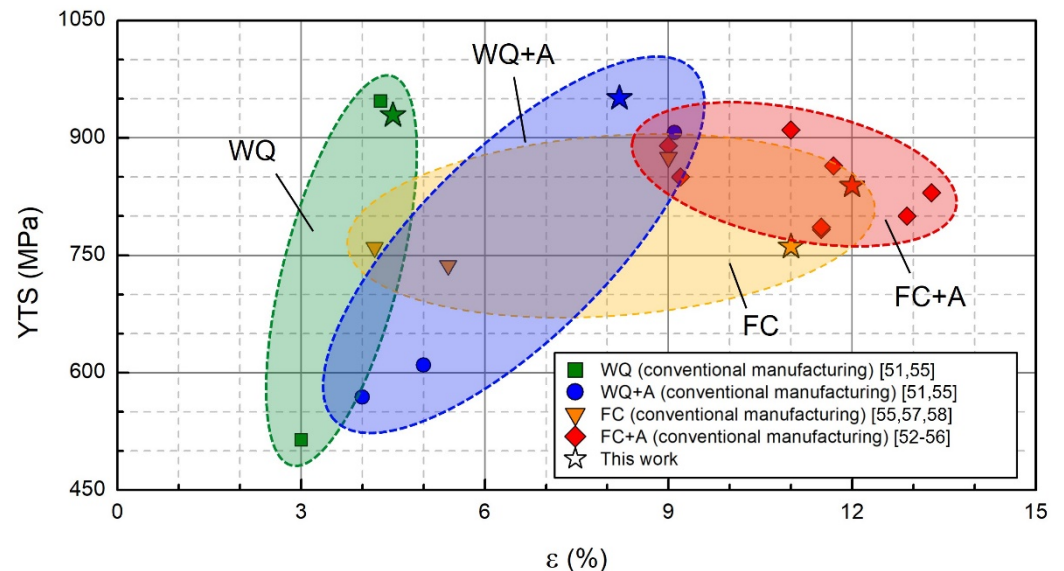 1050
900
750
600
450
YTS (MPa)
WQ+A
WQ
FC+A
FC
WQ (conventional manufacturing) [51,55]
WQ+A (conventional manufacturing) [51,55]
FC (conventional manufacturing) [55,57,58]
FC+A (conventional manufacturing) [52-56]
This work
0 3 6 9 12 15
ε (%)